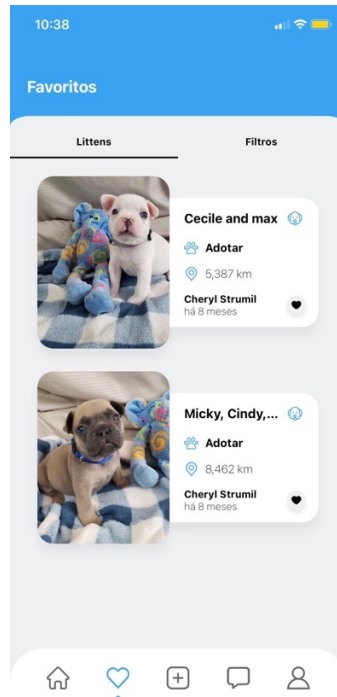 10:38
Favoritos
Littens
Filtros
Cecile and max
Adotar
5,387 km
Cheryl Strumil
há 8 meses
Micky, Cindy,...
Adotar
8,462 km
Cheryl Strumil
há 8 meses